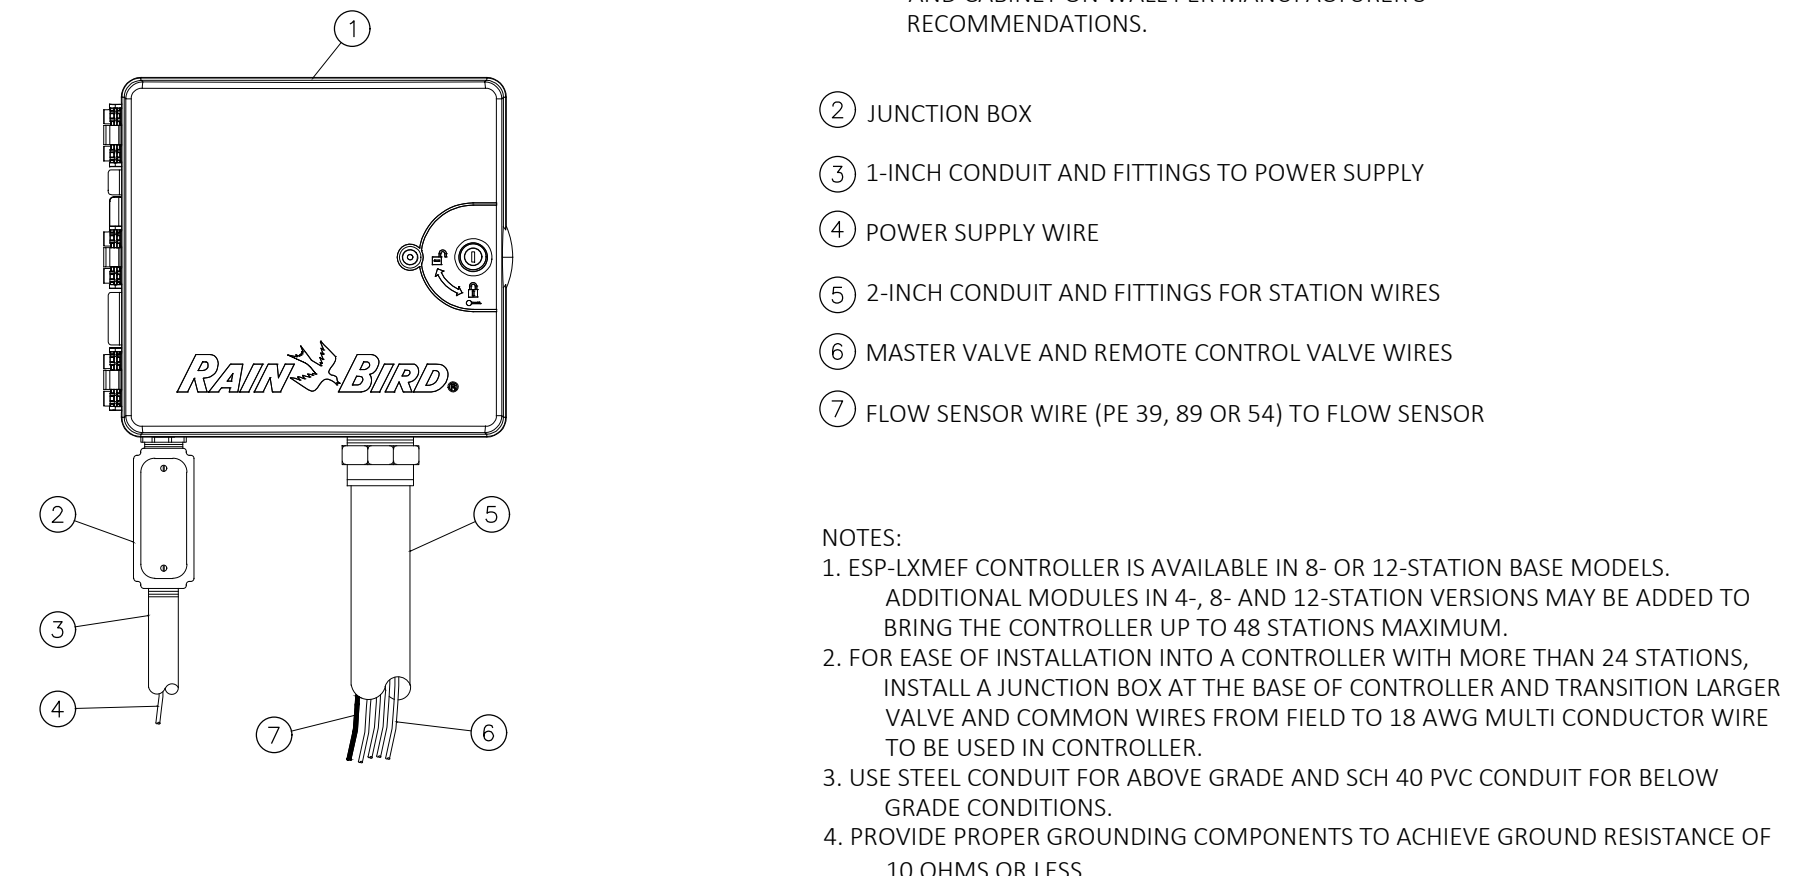 AND CABINET ON WALL PER MANUFACTURER'S
RECOMMENDATIONS.
1
2 JUNCTION BOX
3 1-INCH CONDUIT AND FITTINGS TO POWER SUPPLY
4 POWER SUPPLY WIRE
5 2-INCH CONDUIT AND FITTINGS FOR STATION WIRES
6 MASTER VALVE AND REMOTE CONTROL VALVE WIRES
7 FLOW SENSOR WIRE (PE 39, 89 OR 54) TO FLOW SENSOR
RAIN BIRD®
2
5
3
4
7
6
NOTES:
1. ESP-LXMEF CONTROLLER IS AVAILABLE IN 8- OR 12-STATION BASE MODELS.
ADDITIONAL MODULES IN 4-, 8- AND 12-STATION VERSIONS MAY BE ADDED TO
BRING THE CONTROLLER UP TO 48 STATIONS MAXIMUM.
2. FOR EASE OF INSTALLATION INTO A CONTROLLER WITH MORE THAN 24 STATIONS,
INSTALL A JUNCTION BOX AT THE BASE OF CONTROLLER AND TRANSITION LARGER
VALVE AND COMMON WIRES FROM FIELD TO 18 AWG MULTI CONDUCTOR WIRE
TO BE USED IN CONTROLLER.
3. USE STEEL CONDUIT FOR ABOVE GRADE AND SCH 40 PVC CONDUIT FOR BELOW
GRADE CONDITIONS.
4. PROVIDE PROPER GROUNDING COMPONENTS TO ACHIEVE GROUND RESISTANCE OF
10 OHMS OR LESS